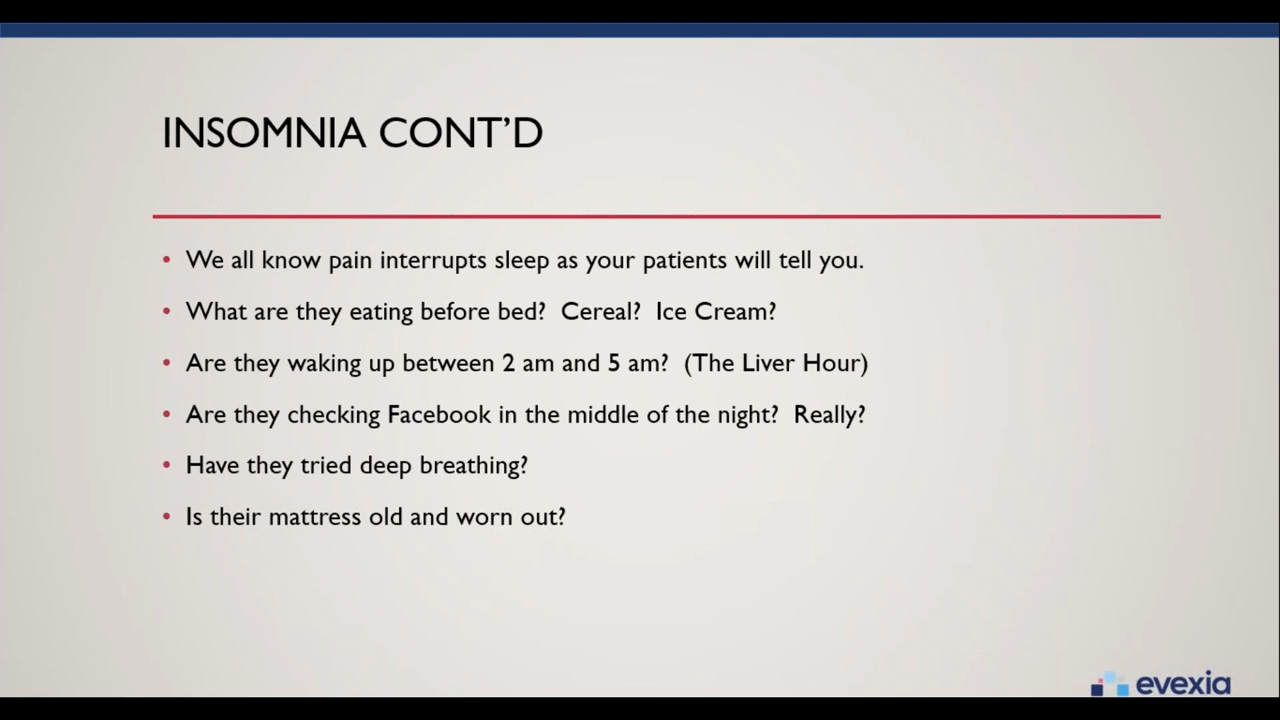 INSOMNIA CONT’D
• We all know pain interrupts sleep as your patients will tell you.
• What are they eating before bed?  Cereal?  Ice Cream?
• Are they waking up between 2 am and 5 am?  (The Liver Hour)
• Are they checking Facebook in the middle of the night?  Really?
• Have they tried deep breathing?
• Is their mattress old and worn out?
evexia